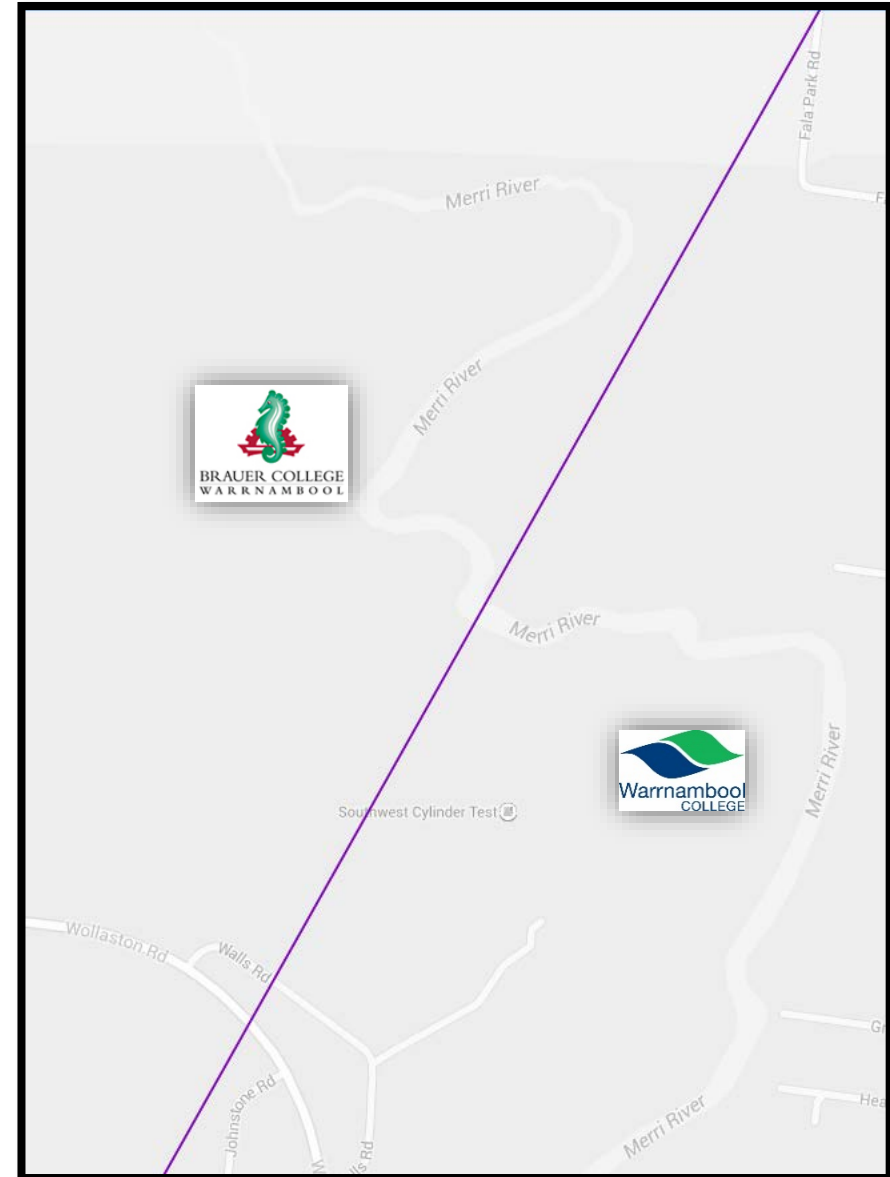 Fala Park Rd
Merri River
Merri River
BRAUER COLLEGE
WARRNAMBOOL
Merri River
Warrnambool
COLLEGE
Merri River
Southwest Cylinder Test
Wollaston Rd
Walls Rd
Johnstone Rd
Merri River